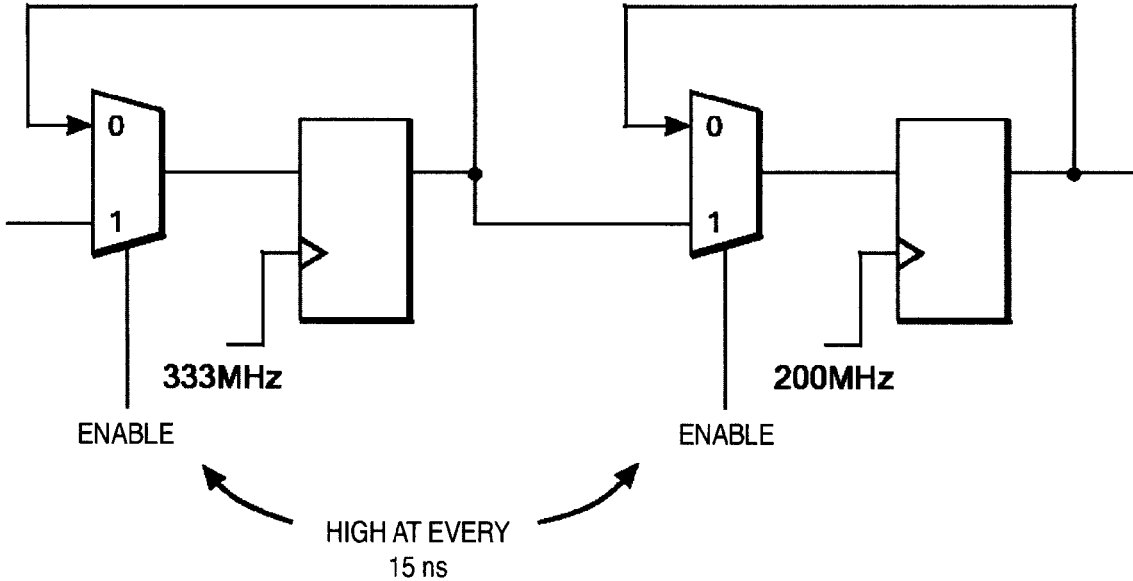 0
1
0
1
333MHz
200MHz
ENABLE
ENABLE
HIGH AT EVERY
15 ns